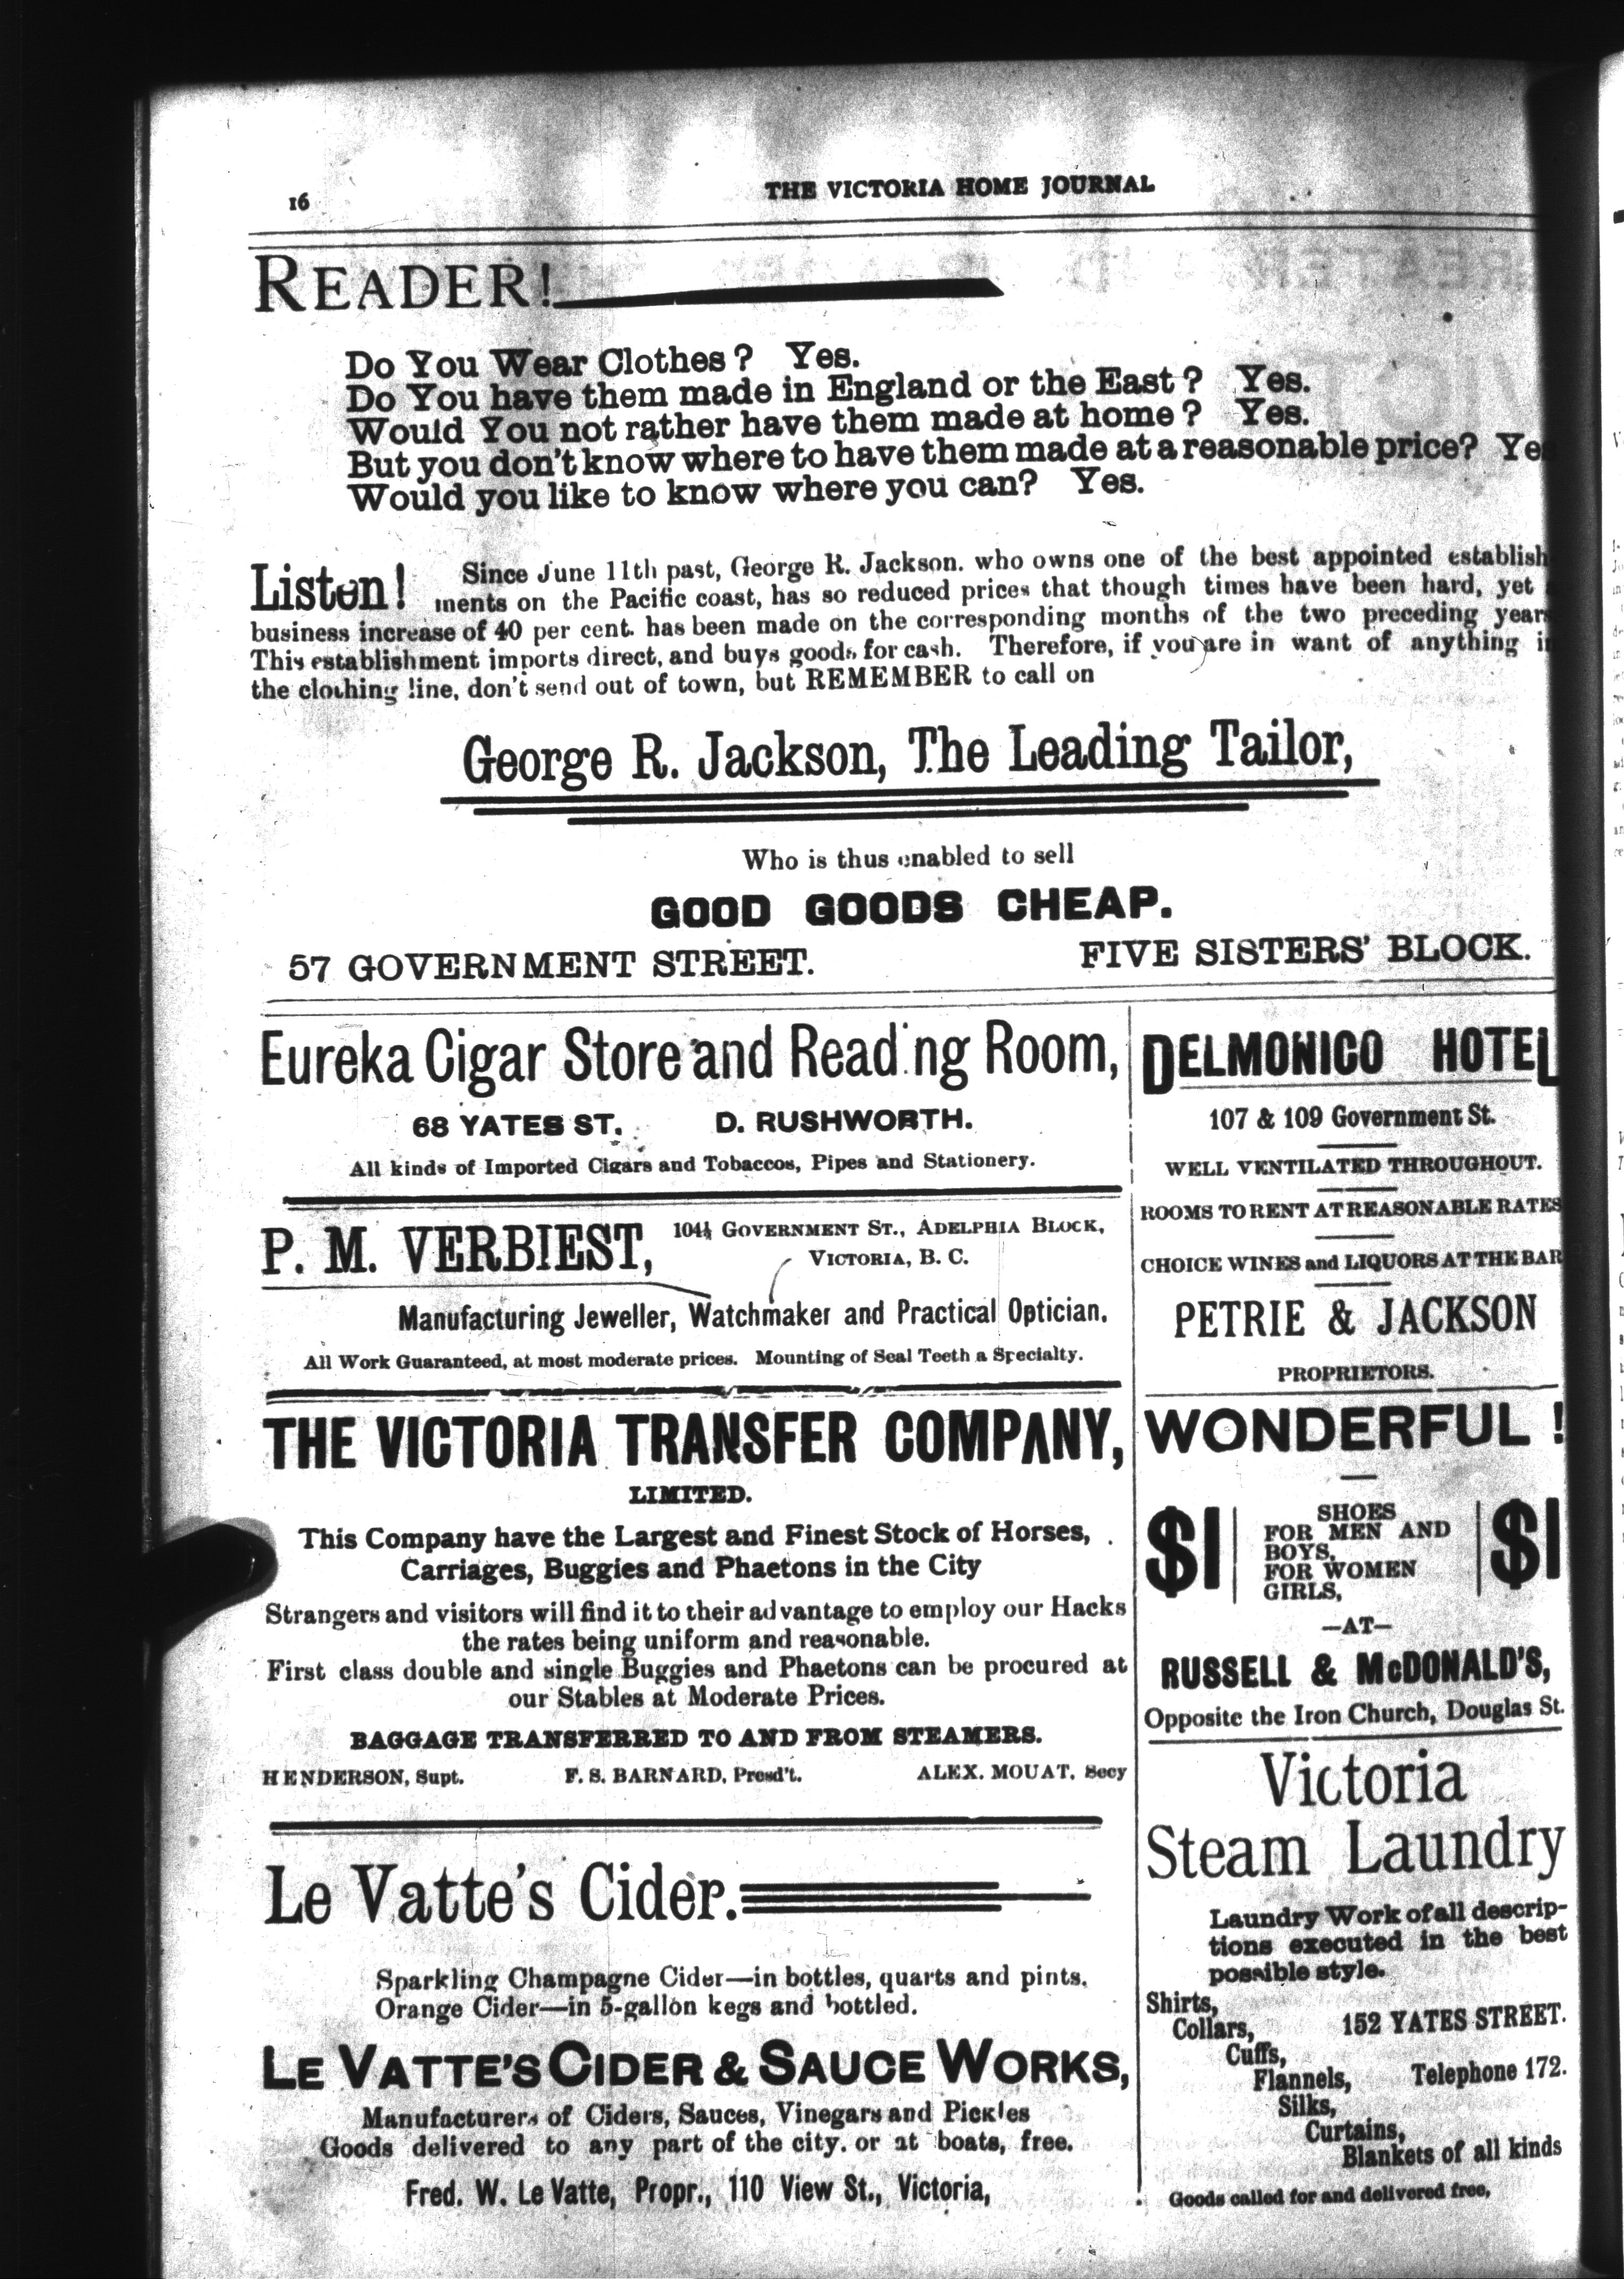 16
THE VICTORIA HOME JOURNAL
READER!
Do You Wear Clothes? Yes.
Do You have them made in England or the East? Yes.
Would You not rather have them made at home? Yes.
But you don't know where to have them made at a reasonable price? Ye
Would you like to know where you can? Yes.
Listen! Since June 11th past, George R. Jackson. who owns one of the best appointed establish
ments on the Pacific coast, has so reduced prices that though times have been hard, yet
business increase of 40 per cent. has been made on the corresponding months of the two preceding years
This establishment imports direct, and buys goods for cash. Therefore, if you are in want of anything in
the clothing line, don't send out of town, but REMEMBER to call on
George R. Jackson, The Leading Tailor,
Who is thus enabled to sell
GOOD GOODS CHEAP.
57 GOVERNMENT STREET. FIVE SISTERS' BLOCK.
Eureka Cigar Store and Reading Room,
68 YATES ST. D. RUSHWORTH.
All kinds of Imported Cigars and Tobaccos, Pipes and Stationery.
P. M. VERBIEST, 104½ GOVERNMENT ST., ADELPHIA BLOCK,
VICTORIA, B. C.
Manufacturing Jeweller, Watchmaker and Practical Optician.
All Work Guaranteed, at most moderate prices. Mounting of Seal Teeth a Specialty.
THE VICTORIA TRANSFER COMPANY,
LIMITED.
This Company have the Largest and Finest Stock of Horses,
Carriages, Buggies and Phaetons in the City
Strangers and visitors will find it to their advantage to employ our Hacks
the rates being uniform and reasonable.
First class double and single Buggies and Phaetons can be procured at
our Stables at Moderate Prices.
BAGGAGE TRANSFERRED TO AND FROM STEAMERS.
HENDERSON, Supt. F. S. BARNARD, Presd't. ALEX. MOUAT, Secy
Le Vatte's Cider.
Sparkling Champagne Cider—in bottles, quarts and pints.
Orange Cider—in 5-gallon kegs and bottled.
LE VATTE'S CIDER & SAUCE WORKS,
Manufacturers of Ciders, Sauces, Vinegars and Pickles
Goods delivered to any part of the city. or at boats, free.
Fred. W. Le Vatte, Propr., 110 View St., Victoria,
DELMONICO HOTEL
107 & 109 Government St.
WELL VENTILATED THROUGHOUT.
ROOMS TO RENT AT REASONABLE RATES
CHOICE WINES and LIQUORS AT THE BAR
PETRIE & JACKSON
PROPRIETORS.
WONDERFUL!
$1 SHOES $1
FOR MEN AND
BOYS,
FOR WOMEN
GIRLS,
—AT—
RUSSELL & McDONALD'S,
Opposite the Iron Church, Douglas St.
Victoria
Steam Laundry
Laundry Work of all descrip-
tions executed in the best
possible style.
Shirts,
Collars, 152 YATES STREET.
Cuffs,
Flannels, Telephone 172.
Silks,
Curtains,
Blankets of all kinds
Goods called for and delivered free,